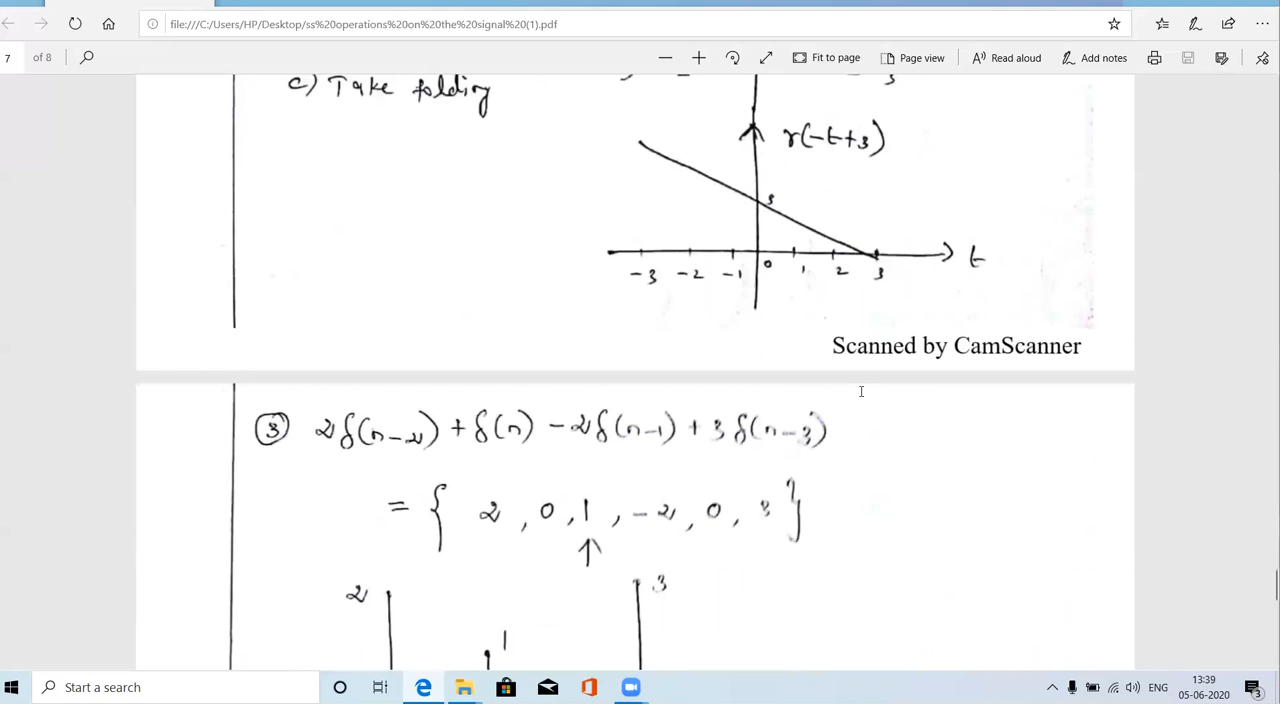 file:///C:/Users/HP/Desktop/ss%20operations%20on%20the%20signal%20(1).pdf
7 of 8
Fit to page
Page view
Read aloud
Add notes
c) Take folding
r(-t+3)
3
-3 -2 -1 0 1 2 3 t
Scanned by CamScanner
③ 2δ(n-2) + δ(n) - 2δ(n-1) + 3δ(n-3)
= { 2, 0, 1, -2, 0, 3 }
↑
2 3
1
Start a search
ENG
13:39
05-06-2020
3